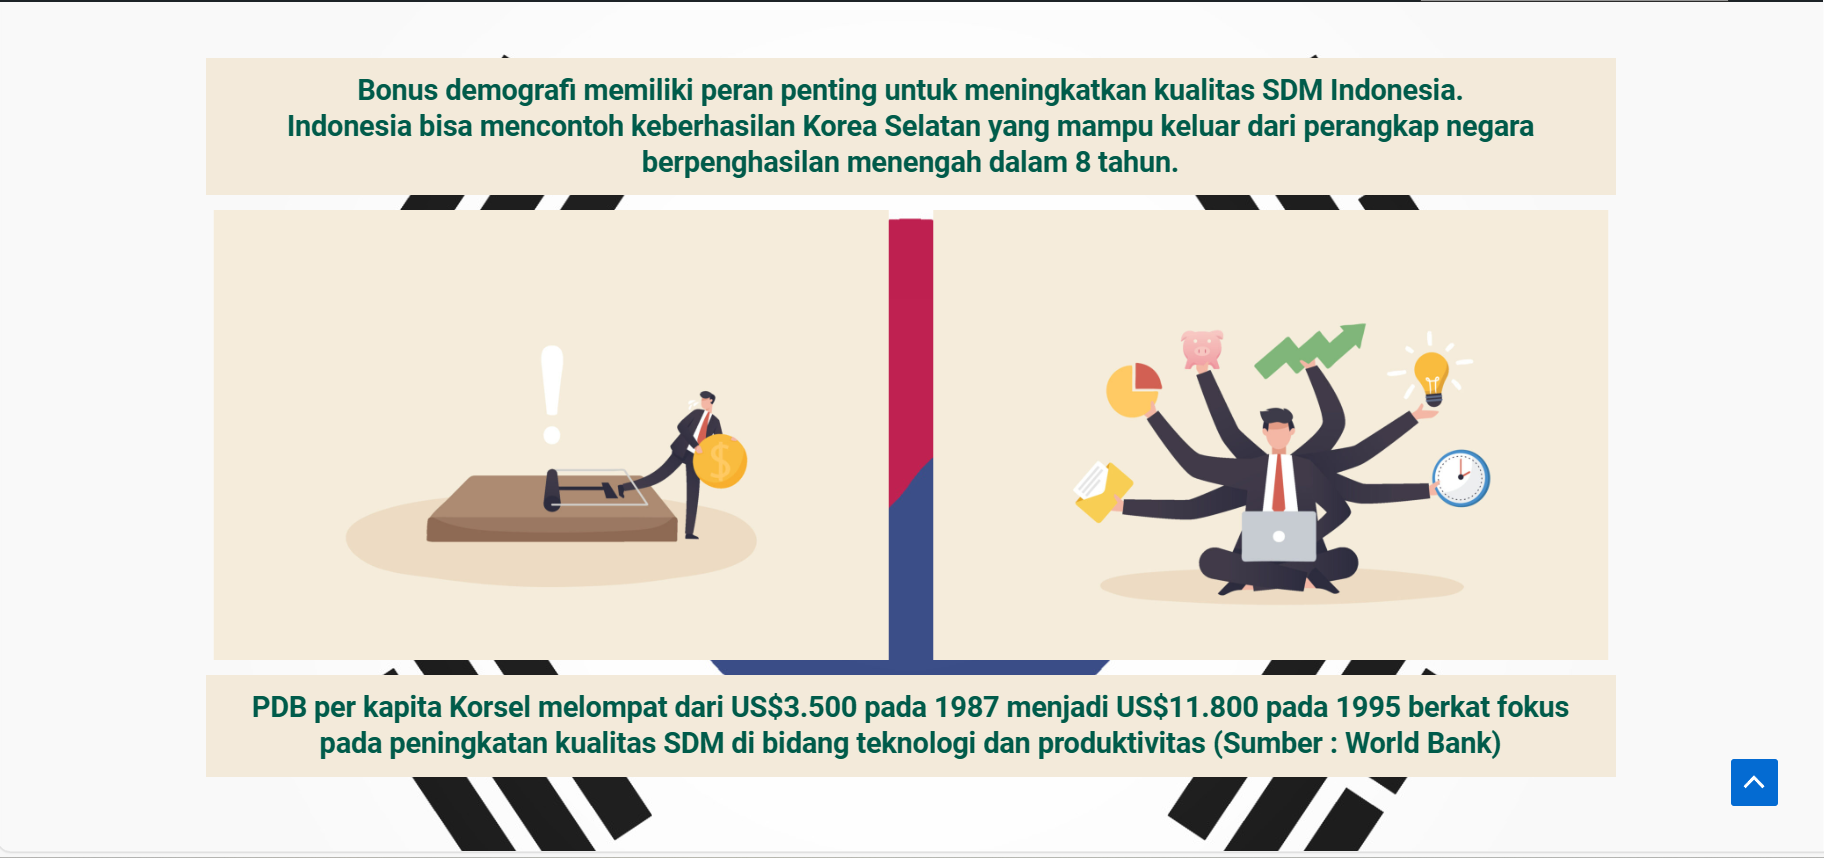 Bonus demografi memiliki peran penting untuk meningkatkan kualitas SDM Indonesia.
Indonesia bisa mencontoh keberhasilan Korea Selatan yang mampu keluar dari perangkap negara
berpenghasilan menengah dalam 8 tahun.
$
PDB per kapita Korsel melompat dari US$3.500 pada 1987 menjadi US$11.800 pada 1995 berkat fokus
pada peningkatan kualitas SDM di bidang teknologi dan produktivitas (Sumber : World Bank)